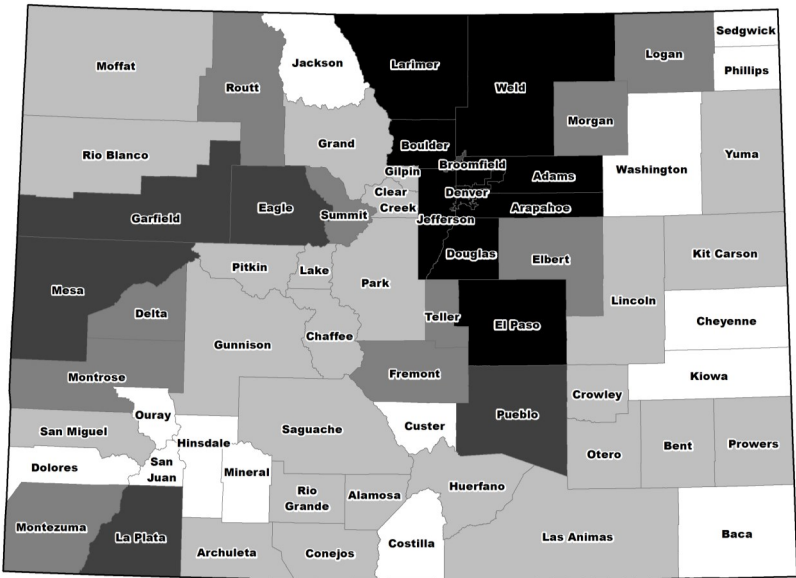 Sedgwick
Logan
Jackson
Larimer
Moffat
Phillips
Routt
Weld
Morgan
Grand
Boulder
Rio Blanco
Yuma
Broomfield
Gilpin
Washington
Adams
Clear
Creek
Denver
Eagle
Arapahoe
Summit
Garfield
Jefferson
Douglas
Kit Carson
Elbert
Pitkin
Lake
Park
Mesa
Lincoln
Delta
Teller
Cheyenne
El Paso
Chaffee
Gunnison
Fremont
Montrose
Kiowa
Crowley
Ouray
Pueblo
Custer
Saguache
San Miguel
Hinsdale
Bent
Prowers
Otero
San
Juan
Dolores
Mineral
Huerfano
Rio
Grande
Alamosa
Montezuma
La Plata
Baca
Las Animas
Costilla
Archuleta
Conejos